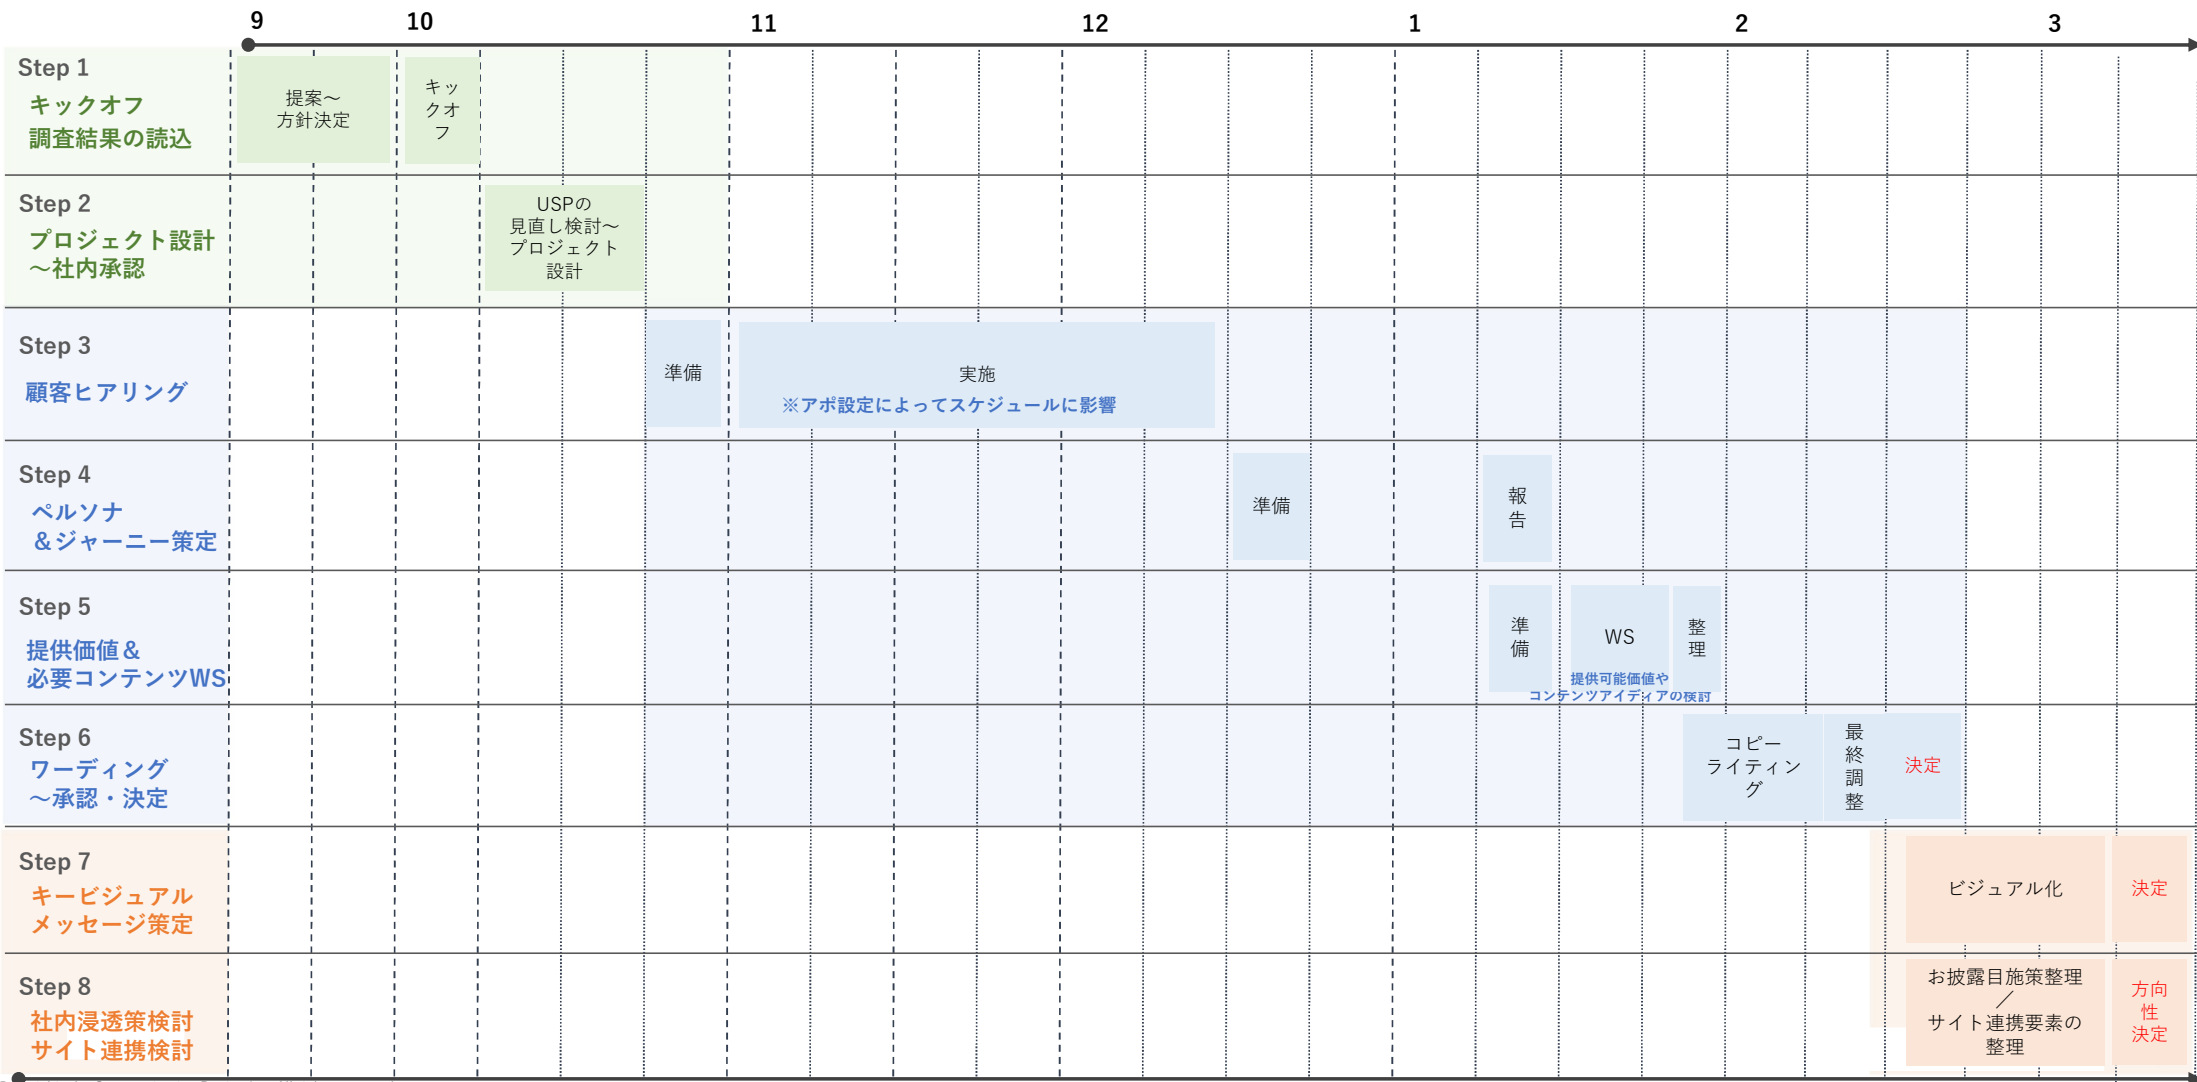 9
10
11
12
1
2
3
Step 1
キックオフ
調査結果の読込
提案～
方針決定
キッ
クオ
フ
Step 2
プロジェクト設計
～社内承認
USPの
見直し検討～
プロジェクト
設計
Step 3
顧客ヒアリング
準備
実施
※アポ設定によってスケジュールに影響
Step 4
ペルソナ
＆ジャーニー策定
準備
報
告
Step 5
提供価値＆
必要コンテンツWS
準
備
WS
提供可能価値や
コンテンツアイディアの検討
整
理
Step 6
ワーディング
～承認・決定
コピー
ライティン
グ
最
終
調
整
決定
Step 7
キービジュアル
メッセージ策定
ビジュアル化
決定
Step 8
社内浸透策検討
サイト連携検討
お披露目施策整理
／
サイト連携要素の
整理
方向
性
決定